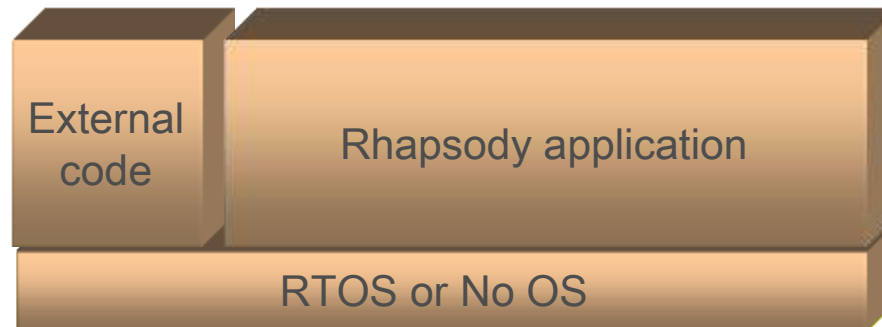 External
code
Rhapsody application
RTOS or No OS